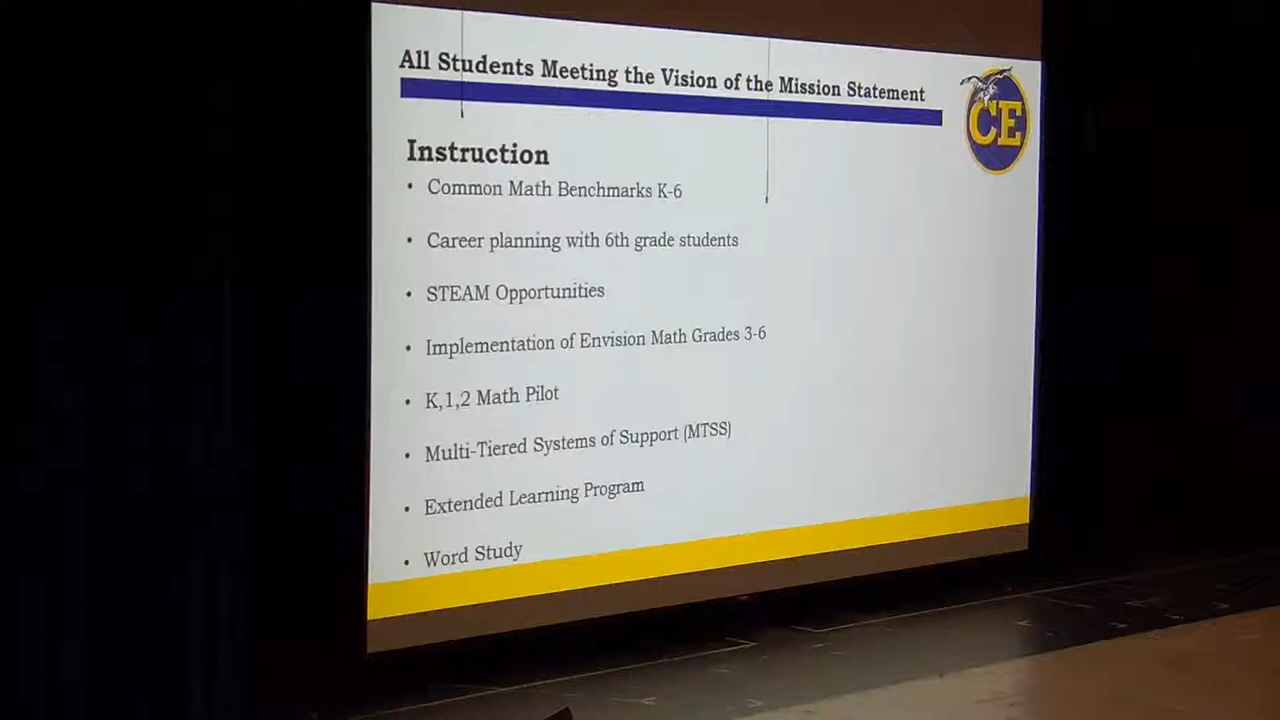 All Students Meeting the Vision of the Mission Statement
CE
Instruction
• Common Math Benchmarks K-6
• Career planning with 6th grade students
• STEAM Opportunities
• Implementation of Envision Math Grades 3-6
• K,1,2 Math Pilot
• Multi-Tiered Systems of Support (MTSS)
• Extended Learning Program
• Word Study